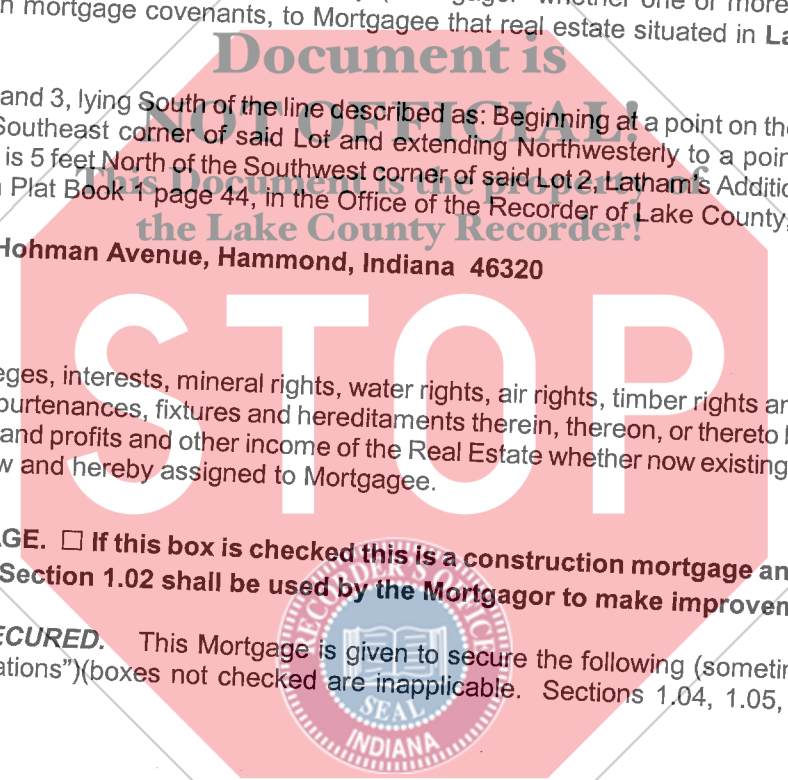 n mortgage covenants, to Mortgagee that real estate situated in La
Document is
NOT OFFICIAL!
and 3, lying South of the line described as: Beginning at a point on the
Southeast corner of said Lot and extending Northwesterly to a poin
is 5 feet North of the Southwest corner of said Lot 2, Latham's Additio
This Document is the property of
Plat Book 1 page 44, in the Office of the Recorder of Lake County,
the Lake County Recorder!
Hohman Avenue, Hammond, Indiana 46320
STOP
eges, interests, mineral rights, water rights, air rights, timber rights an
ourtenances, fixtures and hereditaments therein, thereon, or thereto b
and profits and other income of the Real Estate whether now existing
w and hereby assigned to Mortgagee.
AGE. ☐ If this box is checked this is a construction mortgage an
Section 1.02 shall be used by the Mortgagor to make improvem
ECURED. This Mortgage is given to secure the following (sometim
ations")(boxes not checked are inapplicable. Sections 1.04, 1.05,
RECORDER'S OFFICE
SEAL
INDIANA